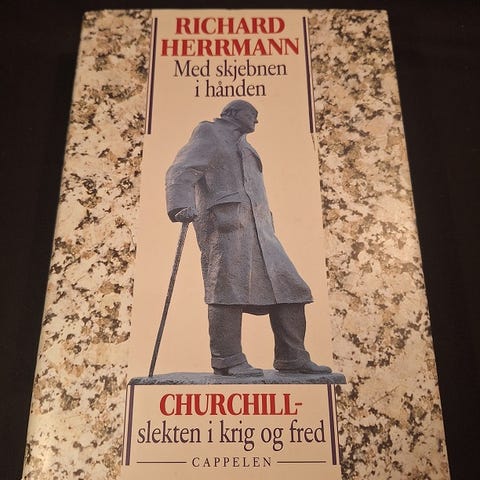 RICHARD
HERRMANN
Med skjebnen
i hånden
CHURCHILL-
slekten i krig og fred
CAPPELEN